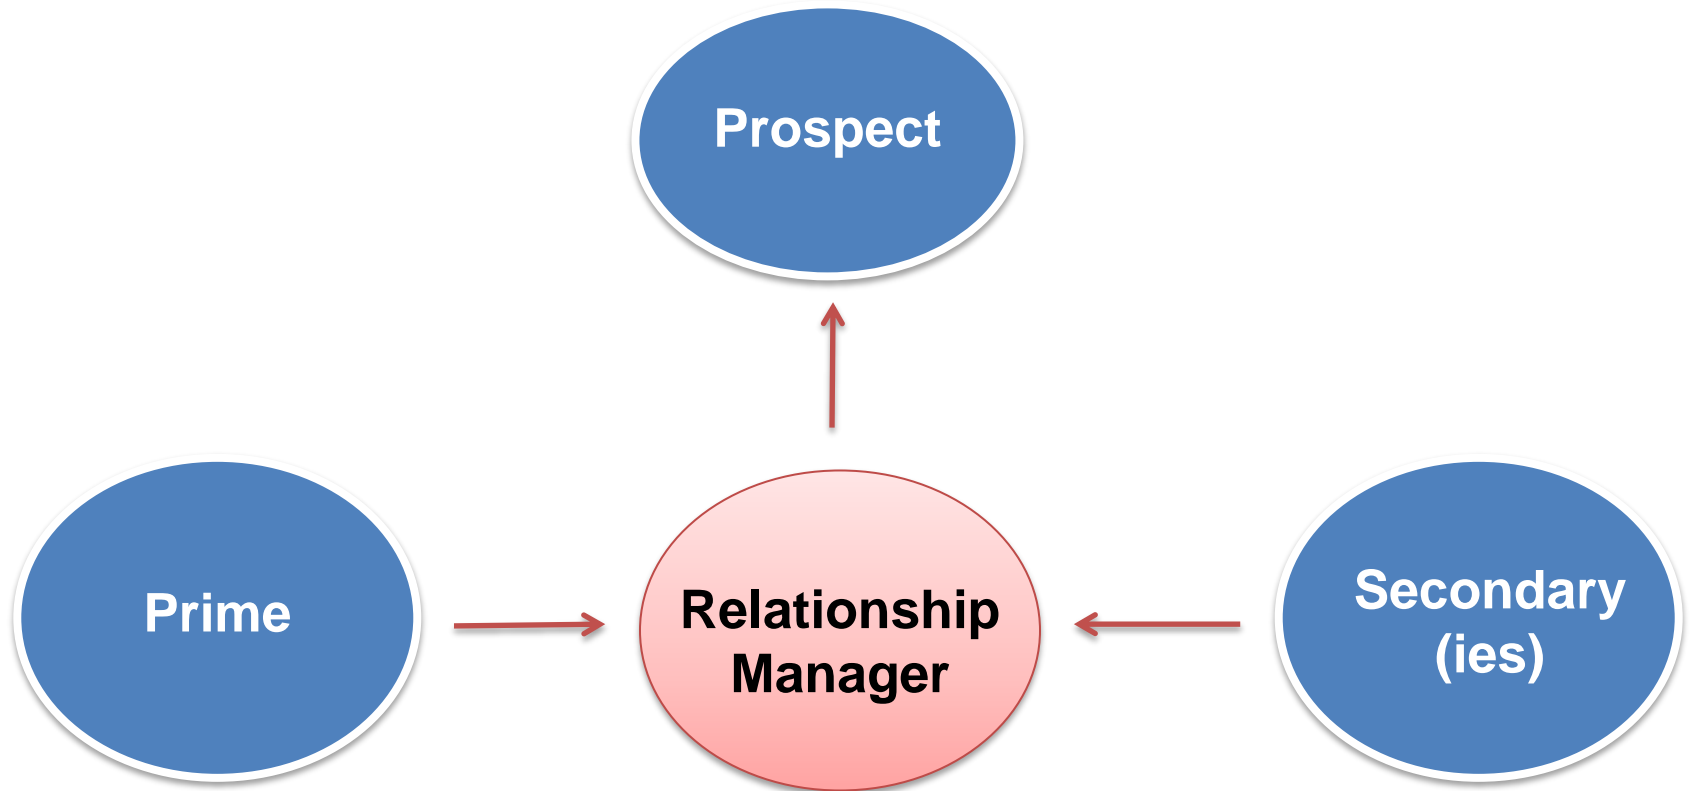 Prospect
Prime
Relationship
Manager
Secondary
(ies)